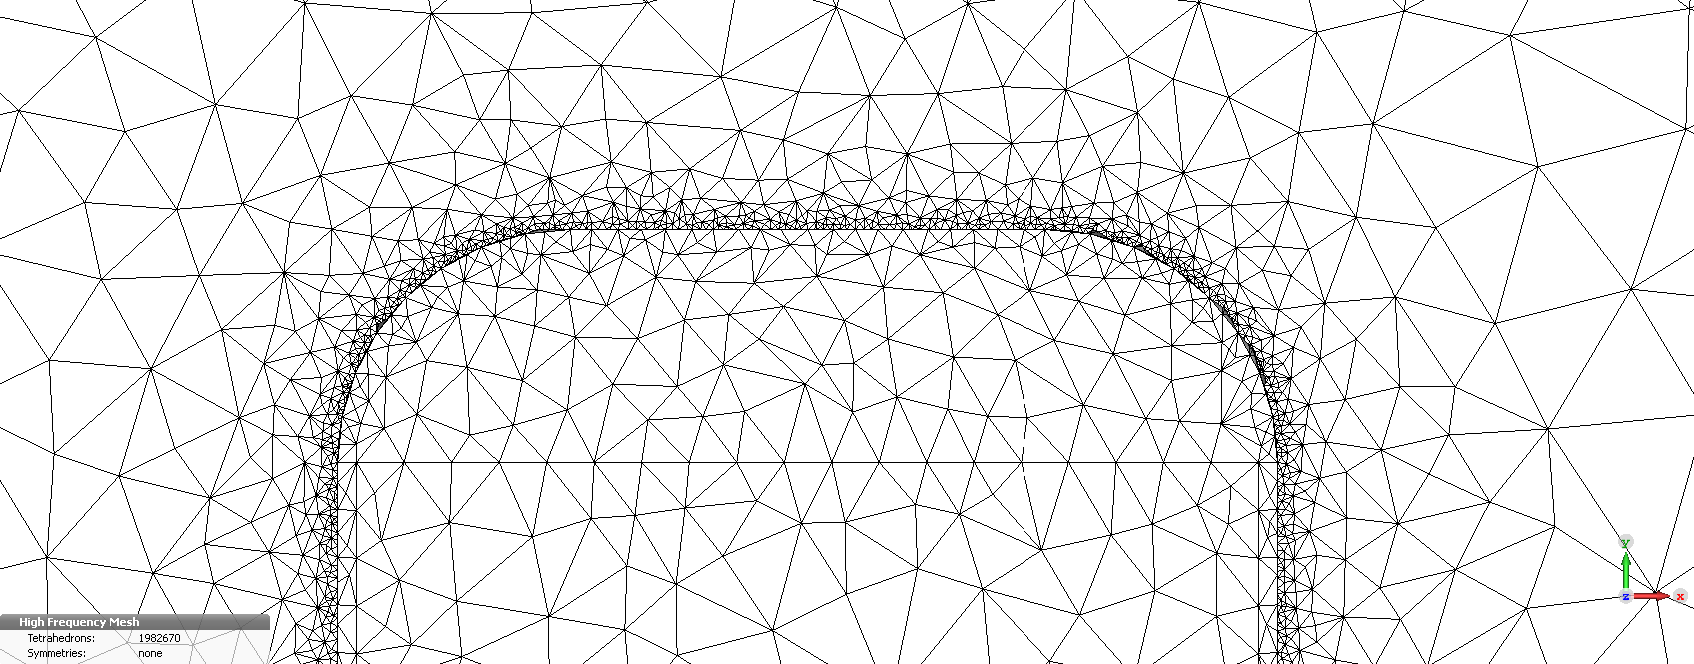 y
z x
High Frequency Mesh
Tetrahedrons: 1982670
Symmetries: none